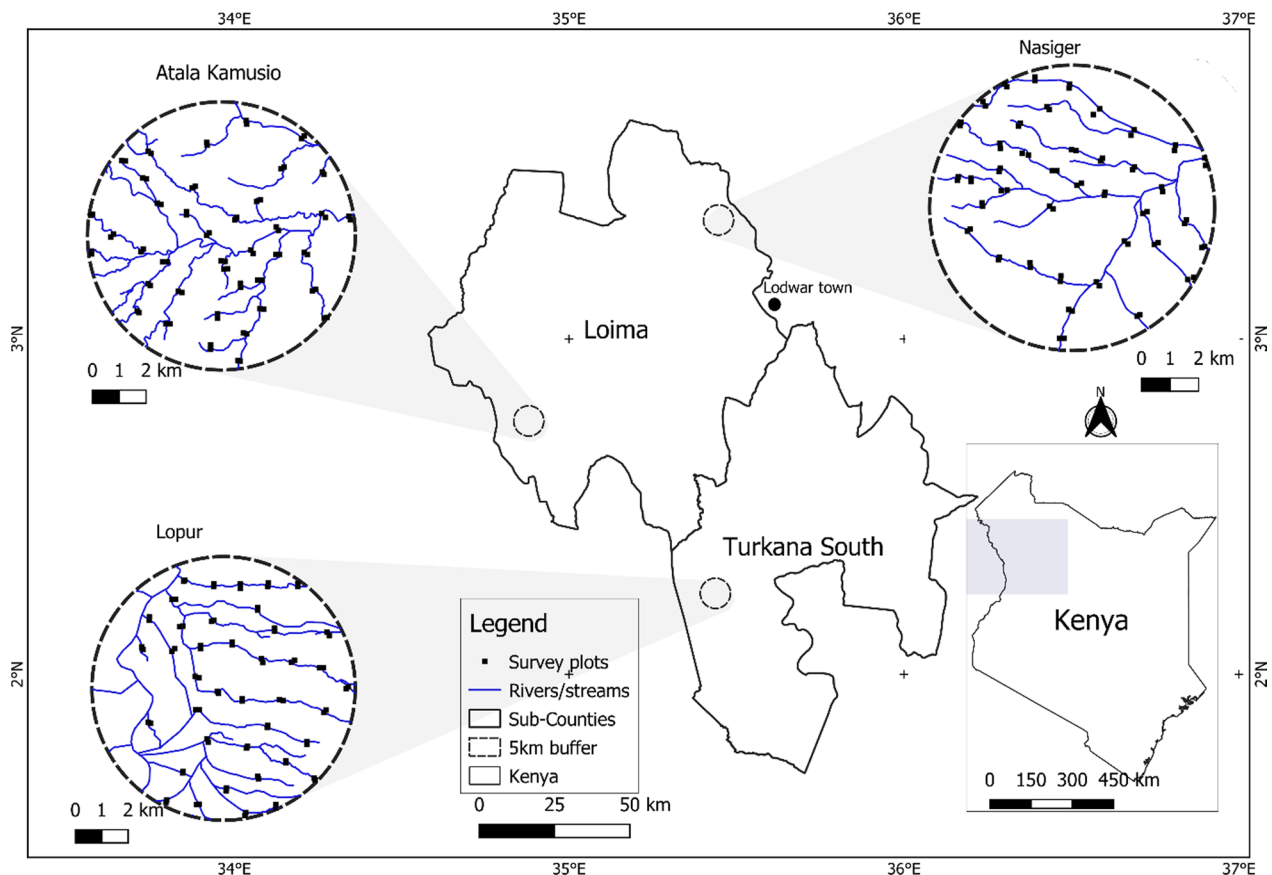 34°E
35°E
36°E
37°E
Atala Kamusio
Nasiger
Lodwar town
Loima
3°N
3°N
0 1 2 km
0 1 2 km
N
Lopur
Turkana South
Kenya
Legend
Survey plots
Rivers/streams
Sub-Counties
5km buffer
Kenya
2°N
2°N
0 150 300 450 km
0 25 50 km
0 1 2 km
34°E
35°E
36°E
37°E